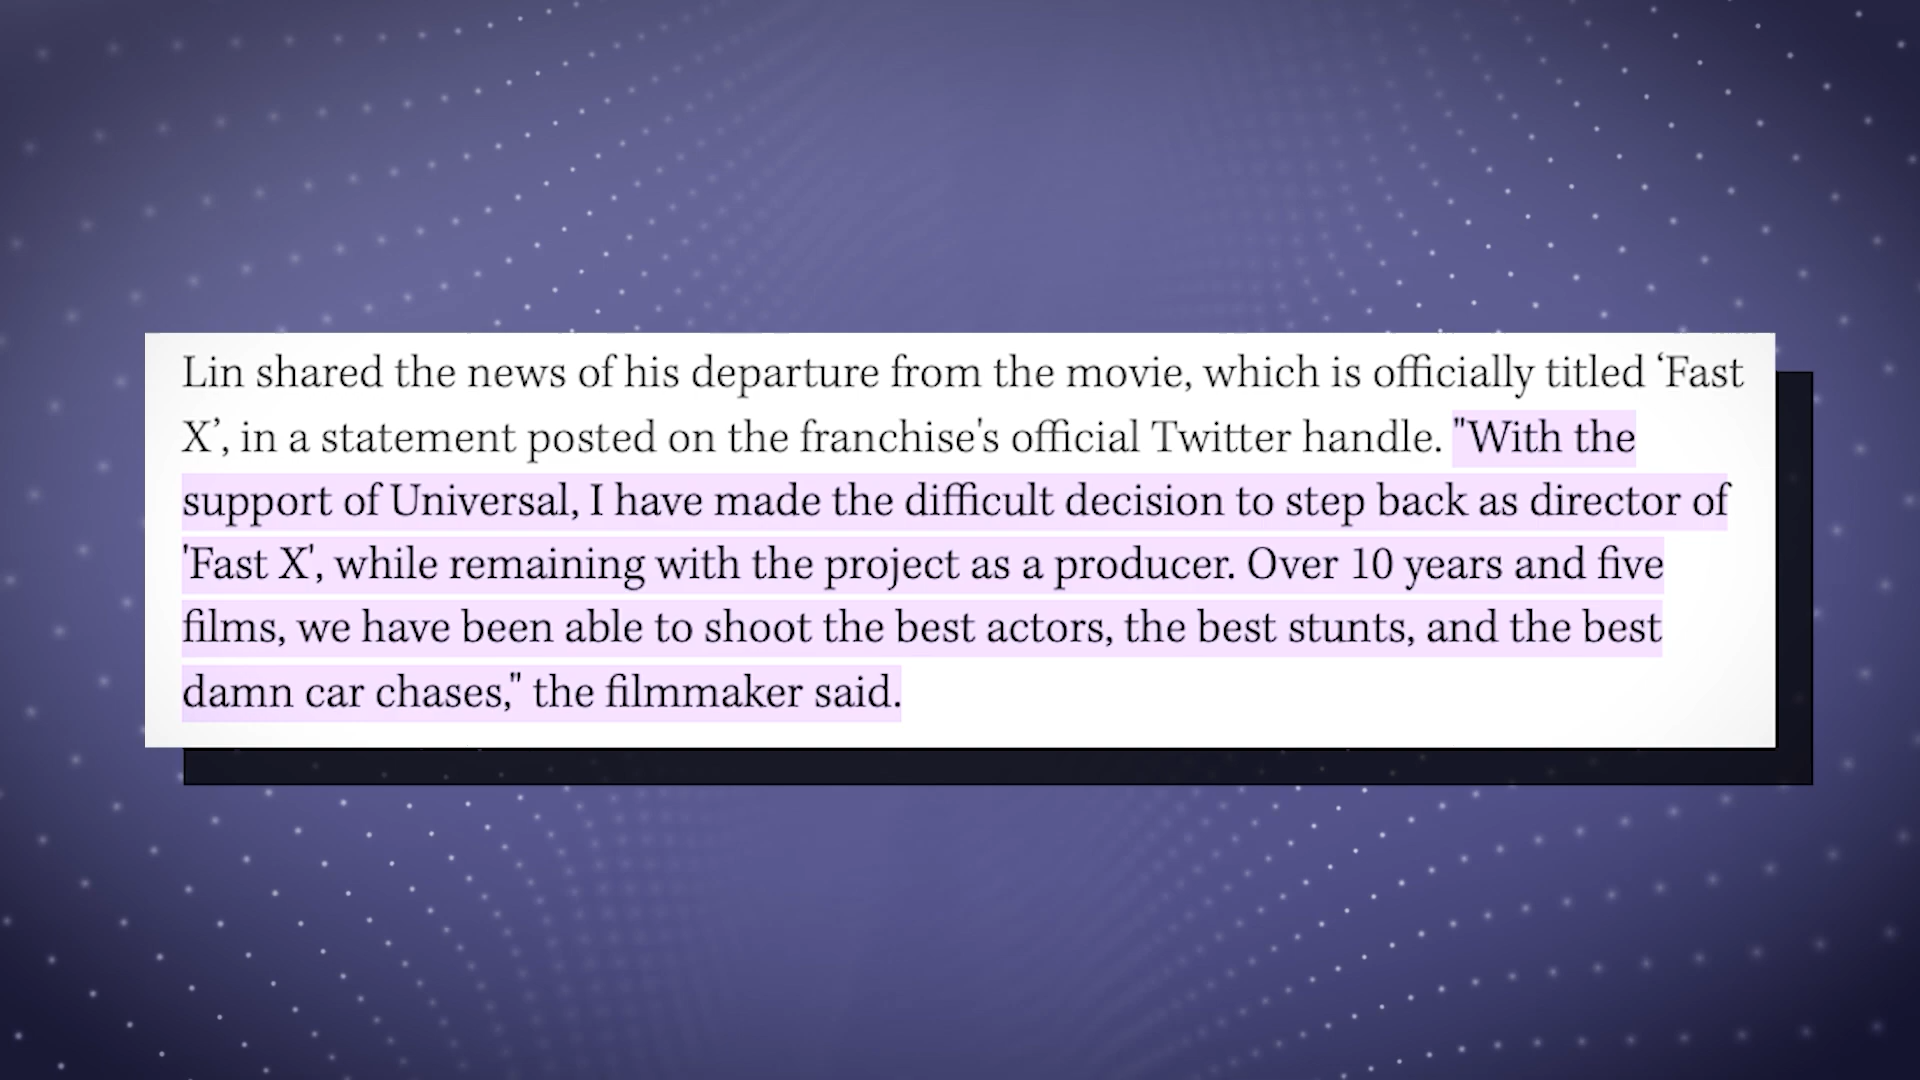 Lin shared the news of his departure from the movie, which is officially titled ‘Fast
X’, in a statement posted on the franchise's official Twitter handle. "With the
support of Universal, I have made the difficult decision to step back as director of
'Fast X', while remaining with the project as a producer. Over 10 years and five
films, we have been able to shoot the best actors, the best stunts, and the best
damn car chases," the filmmaker said.